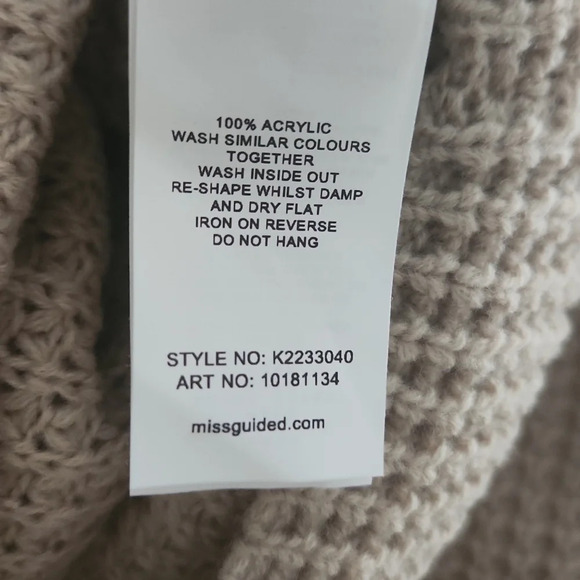 100% ACRYLIC
WASH SIMILAR COLOURS
TOGETHER
WASH INSIDE OUT
RE-SHAPE WHILST DAMP
AND DRY FLAT
IRON ON REVERSE
DO NOT HANG
STYLE NO: K2233040
ART NO: 10181134
missguided.com